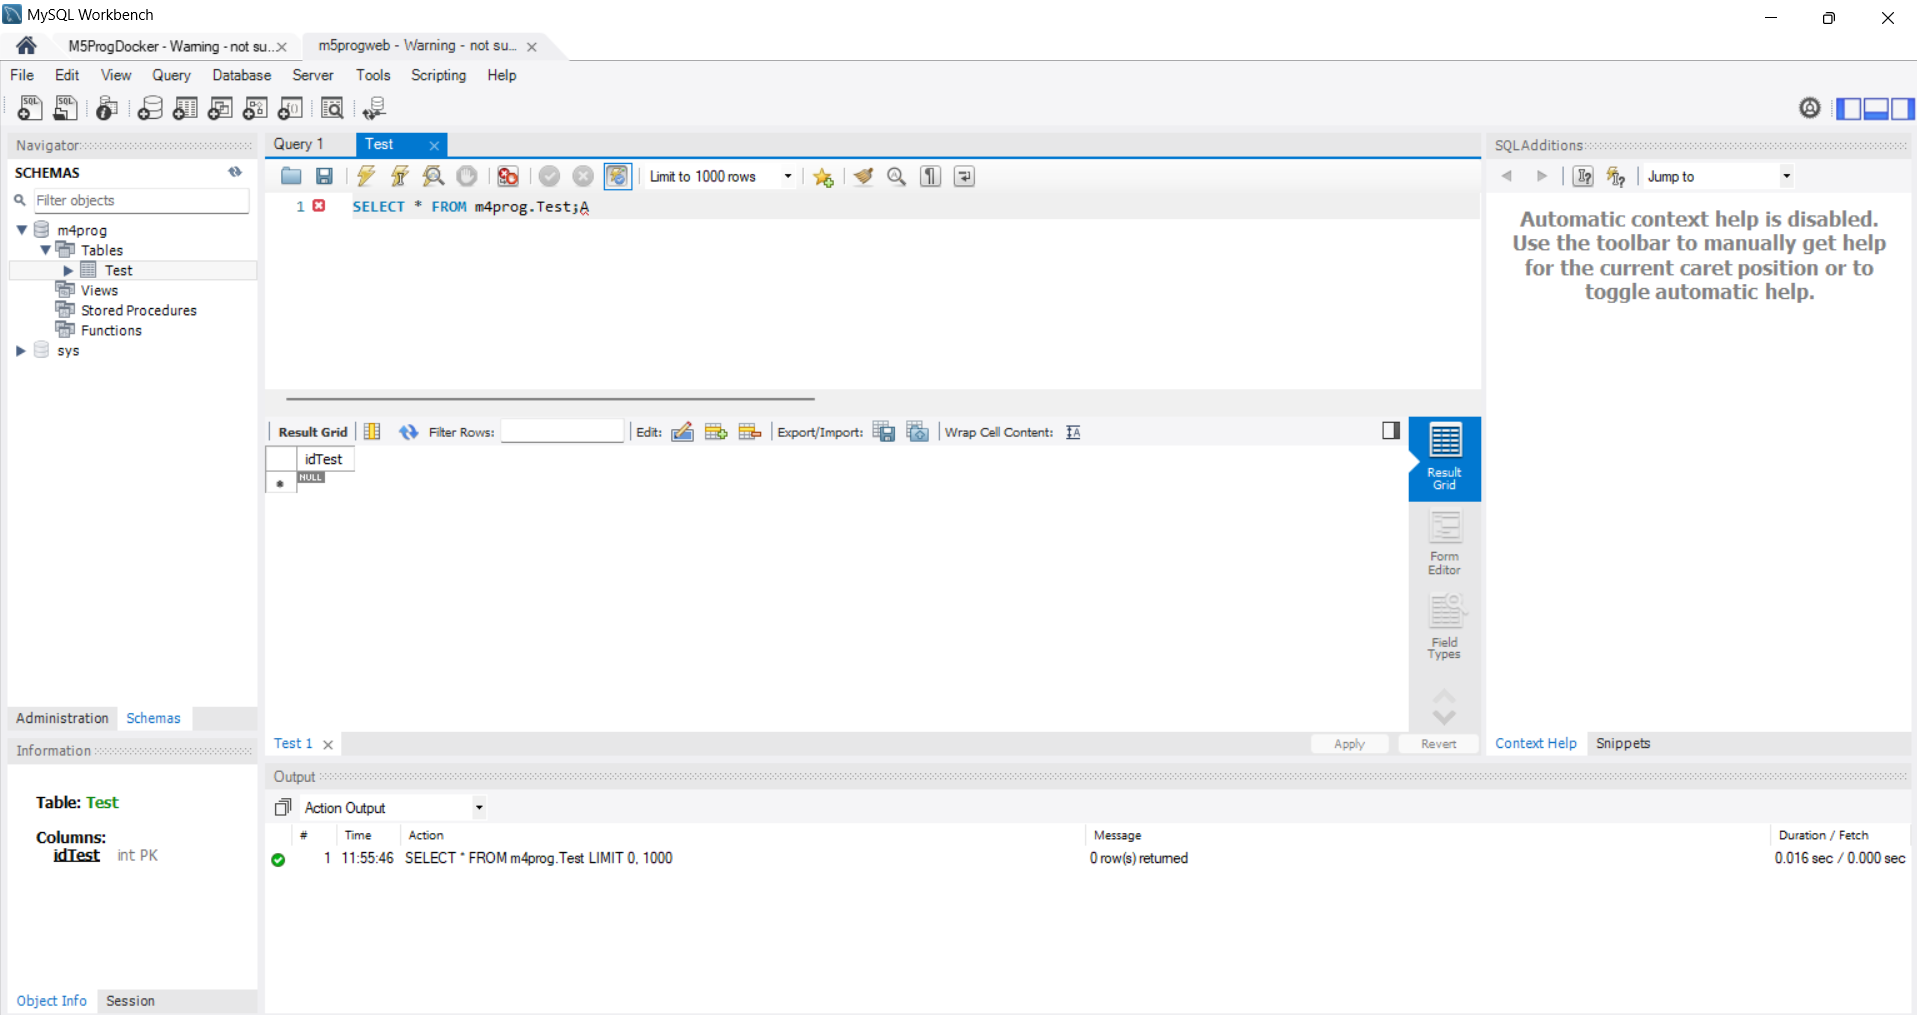 MySQL Workbench
M5ProgDocker - Warning - not su...
m5progweb - Warning - not su...
File Edit View Query Database Server Tools Scripting Help
SQL SQL
Navigator
SCHEMAS
Filter objects
m4prog
Tables
Test
Views
Stored Procedures
Functions
sys
Administration Schemas
Information
Table: Test
Columns:
idTest int PK
Object Info Session
Query 1 Test
Limit to 1000 rows
1 SELECT * FROM m4prog.Test;A
Result Grid Filter Rows: Edit: Export/Import: Wrap Cell Content: IA
idTest
NULL
Result
Grid
Form
Editor
Field
Types
Test 1
Apply Revert
SQLAdditions
Jump to
Automatic context help is disabled.
Use the toolbar to manually get help
for the current caret position or to
toggle automatic help.
Context Help Snippets
Output
Action Output
# Time Action Message Duration / Fetch
1 11:55:46 SELECT * FROM m4prog.Test LIMIT 0, 1000 0 row(s) returned 0.016 sec / 0.000 sec